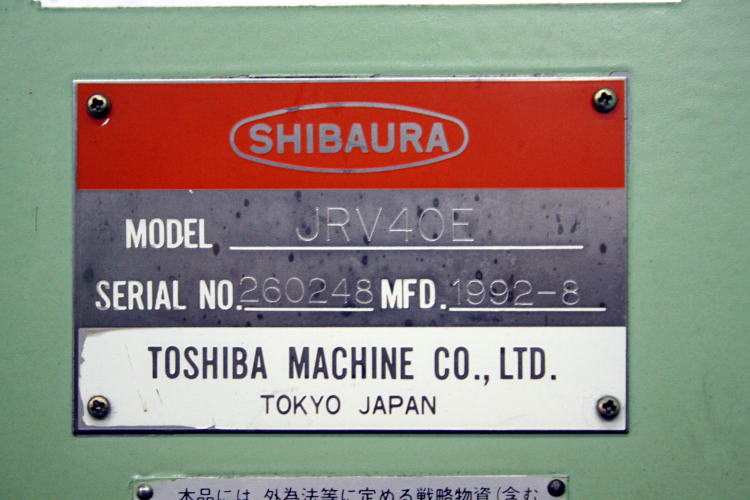 SHIBAURA
MODEL JRV40E
SERIAL NO. 260248 MFD. 1992-8
TOSHIBA MACHINE CO., LTD.
TOKYO JAPAN
本品には、外為法等に定める戦略物資(含む